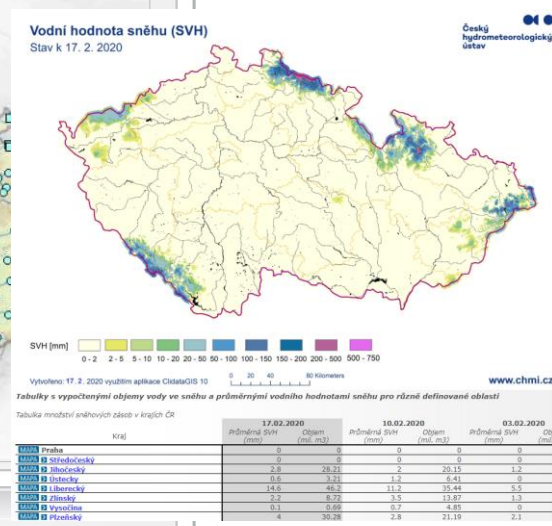 Vodní hodnota sněhu (SVH)
Stav k 17. 2. 2020
Český
hydrometeorologický
ústav
SVH [mm]
0 - 2 2 - 5 5 - 10 10 - 20 20 - 50 50 - 100 100 - 150 150 - 200 200 - 500 500 - 750
Vytvořeno: 17. 2. 2020 využitím aplikace ClidataGIS 10
0 20 40 80 Kilometers
www.chmi.cz
Tabulky s vypočtenými objemy vody ve sněhu a průměrnými vodního hodnotami sněhu pro různé definované oblasti
Tabulka množství sněhových zásob v krajích ČR
Kraj 17.02.2020 10.02.2020 03.02.2020
Průměrná SVH (mm) Objem (mil. m3) Průměrná SVH (mm) Objem (mil. m3) Průměrná SVH (mm)
MAPA Praha 0 0 0 0 0
MAPA Středočeský 0 0 0 0 0
MAPA Jihočeský 2.8 28.21 2 20.15 1.2
MAPA Ústecky 0.6 3.21 1.2 6.41 0
MAPA Liberecký 14.6 46.2 11.2 35.44 5.5
MAPA Zlínský 2.2 8.72 3.5 13.87 1.3
MAPA Vysočina 0.1 0.69 0.7 4.85 0
MAPA Plzeňský 4 30.28 2.8 21.19 2.1